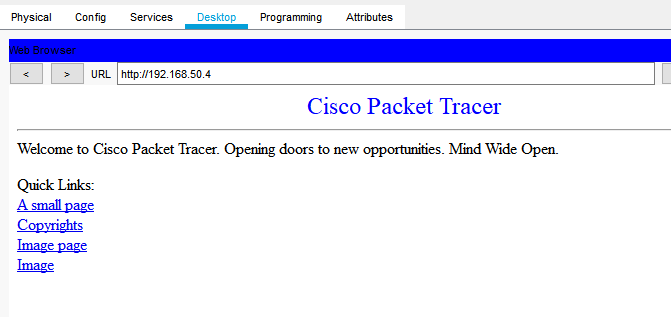 Physical Config Services Desktop Programming Attributes
Web Browser
< > URL http://192.168.50.4
Cisco Packet Tracer
Welcome to Cisco Packet Tracer. Opening doors to new opportunities. Mind Wide Open.
Quick Links:
A small page
Copyrights
Image page
Image